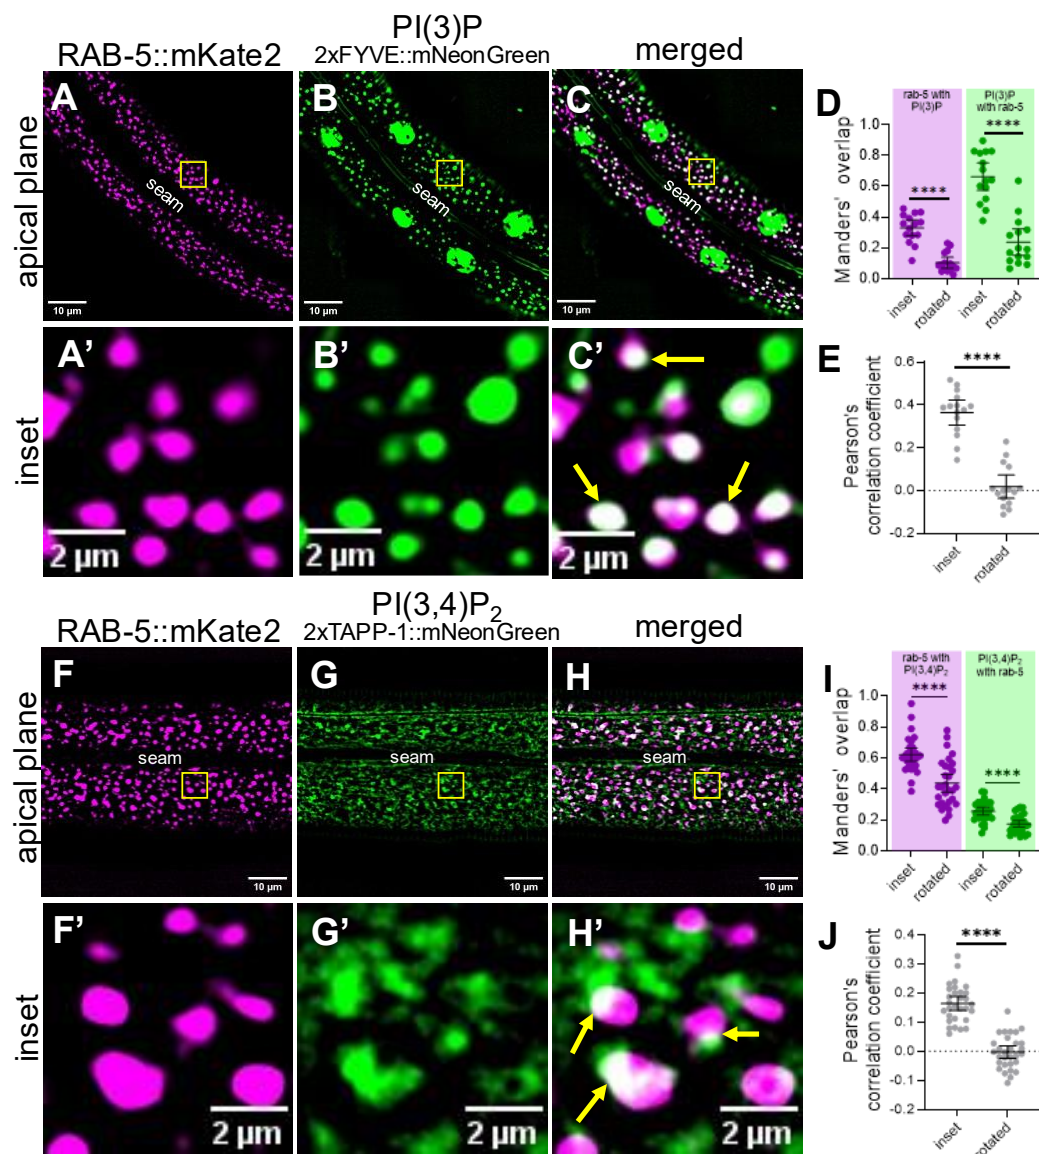 PI(3)P
RAB-5::mKate2
2xFYVE::mNeonGreen
merged
apical plane
A
seam
10 μm
B
seam
10 μm
C
seam
10 μm
D
rab-5 with
PI(3)P
PI(3)P
with rab-5
Manders' overlap
1.0
0.8
0.6
0.4
0.2
0.0
****
****
inset
rotated
inset
rotated
inset
A'
2 μm
B'
2 μm
C'
2 μm
E
Pearson's
correlation coefficient
0.6
0.4
0.2
0.0
-0.2
****
inset
rotated
PI(3,4)P₂
RAB-5::mKate2
2xTAPP-1::mNeonGreen
merged
apical plane
F
seam
10 μm
G
seam
10 μm
H
seam
10 μm
I
rab-5 with
PI(3,4)P₂
PI(3,4)P₂
with rab-5
Manders' overlap
1.0
0.8
0.6
0.4
0.2
0.0
****
****
inset
rotated
inset
rotated
inset
F'
2 μm
G'
2 μm
H'
2 μm
J
Pearson's
correlation coefficient
0.4
0.3
0.2
0.1
0.0
-0.1
-0.2
****
inset
rotated